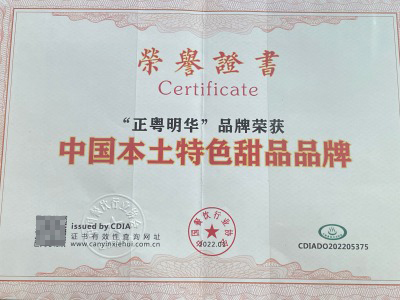 榮譽證書
Certificate
“正粤明华”品牌荣获
中国本土特色甜品品牌
issued by CDIA
证书有效性查询网址
www.canyinxiehui.com.cn
2022.0
CDIADO202205375